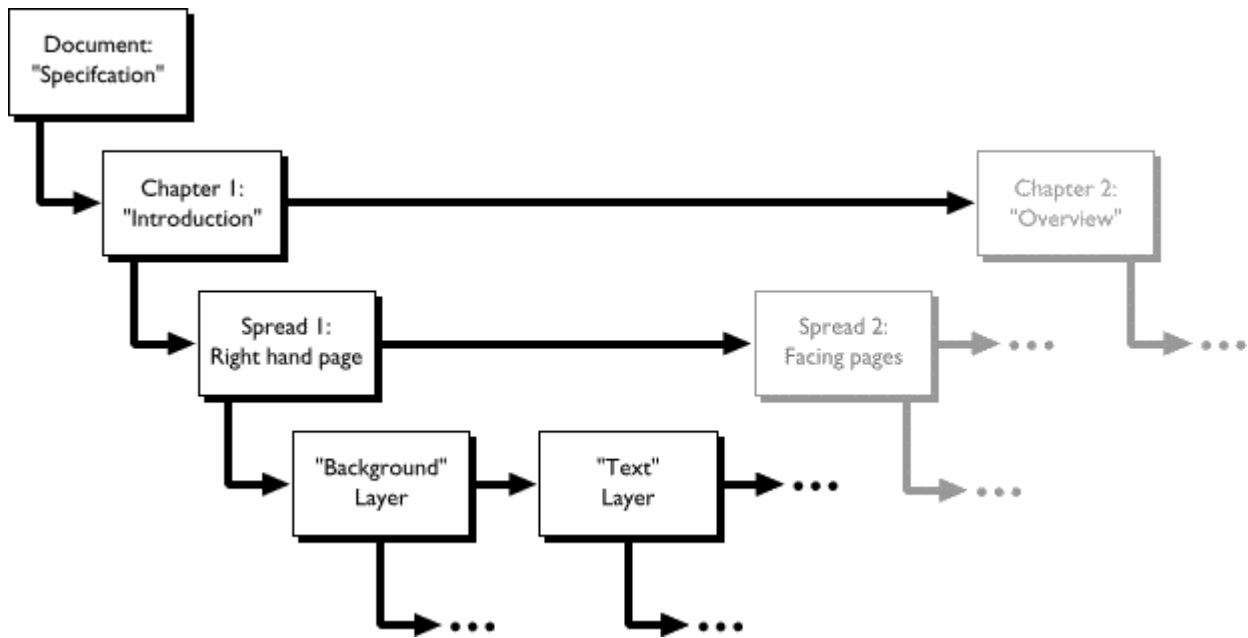 Document:
"Specifcation"
Chapter 1:
"Introduction"
Chapter 2:
"Overview"
Spread 1:
Right hand page
Spread 2:
Facing pages
"Background"
Layer
"Text"
Layer